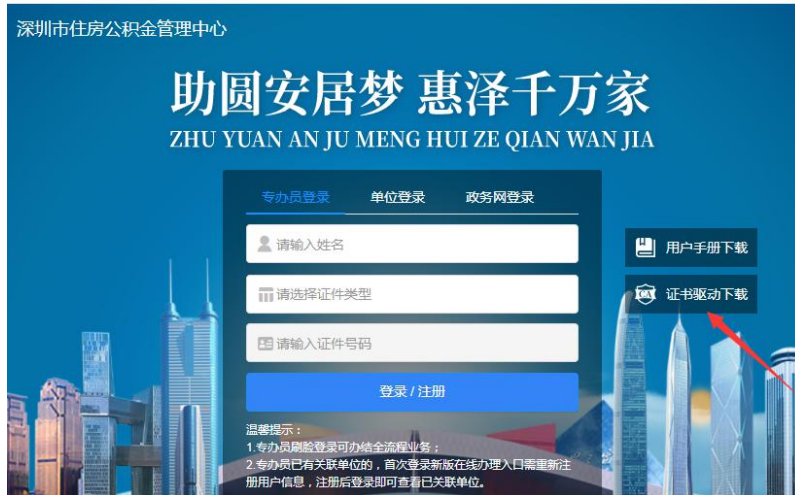 深圳市住房公积金管理中心
助圆安居梦 惠泽千万家
ZHU YUAN AN JU MENG HUI ZE QIAN WAN JIA
专办员登录 单位登录 政务网登录
请输入姓名
用户手册下载
请选择证件类型
CA 证书驱动下载
请输入证件号码
登录 / 注册
温馨提示：
1.专办员刷脸登录可办结全流程业务；
2.专办员已有关联单位的，首次登录新版在线办理入口需重新注
册用户信息，注册后登录即可查看已关联单位。